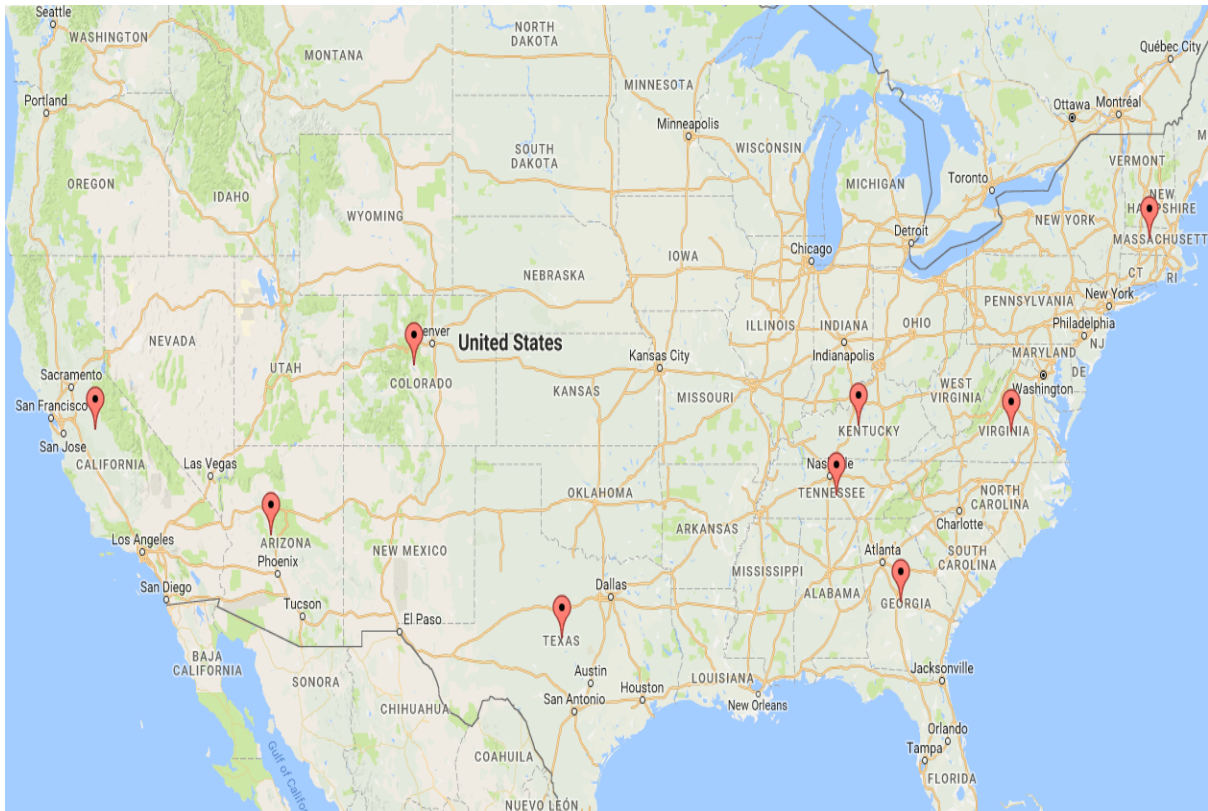 Seattle
WASHINGTON
MONTANA
NORTH
DAKOTA
MINNESOTA
Québec City
Portland
Ottawa
Montréal
Minneapolis
WISCONSIN
SOUTH
DAKOTA
VERMONT
OREGON
IDAHO
MICHIGAN
Toronto
WYOMING
NEW
HAMPSHIRE
NEW YORK
Detroit
MASSACHUSETT
Chicago
IOWA
NEBRASKA
CT
RI
PENNSYLVANIA
New York
ILLINOIS
INDIANA
OHIO
Philadelphia
NJ
NEVADA
enver
United States
Indianapolis
MARYLAND
Kansas City
UTAH
DE
Sacramento
COLORADO
KANSAS
MISSOURI
WEST
VIRGINIA
Washington
San Francisco
San Jose
KENTUCKY
VIRGINIA
CALIFORNIA
Las Vegas
Nashville
TENNESSEE
OKLAHOMA
NORTH
CAROLINA
Charlotte
ARKANSAS
Los Angeles
ARIZONA
NEW MEXICO
Atlanta
SOUTH
CAROLINA
Phoenix
MISSISSIPPI
San Diego
Dallas
ALABAMA
GEORGIA
Tucson
El Paso
TEXAS
BAJA
CALIFORNIA
SONORA
Austin
LOUISIANA
Jacksonville
Houston
San Antonio
New Orleans
CHIHUAHUA
Orlando
Tampa
COAHUILA
Gulf of Califor
FLORIDA
NUEVO LEÓN